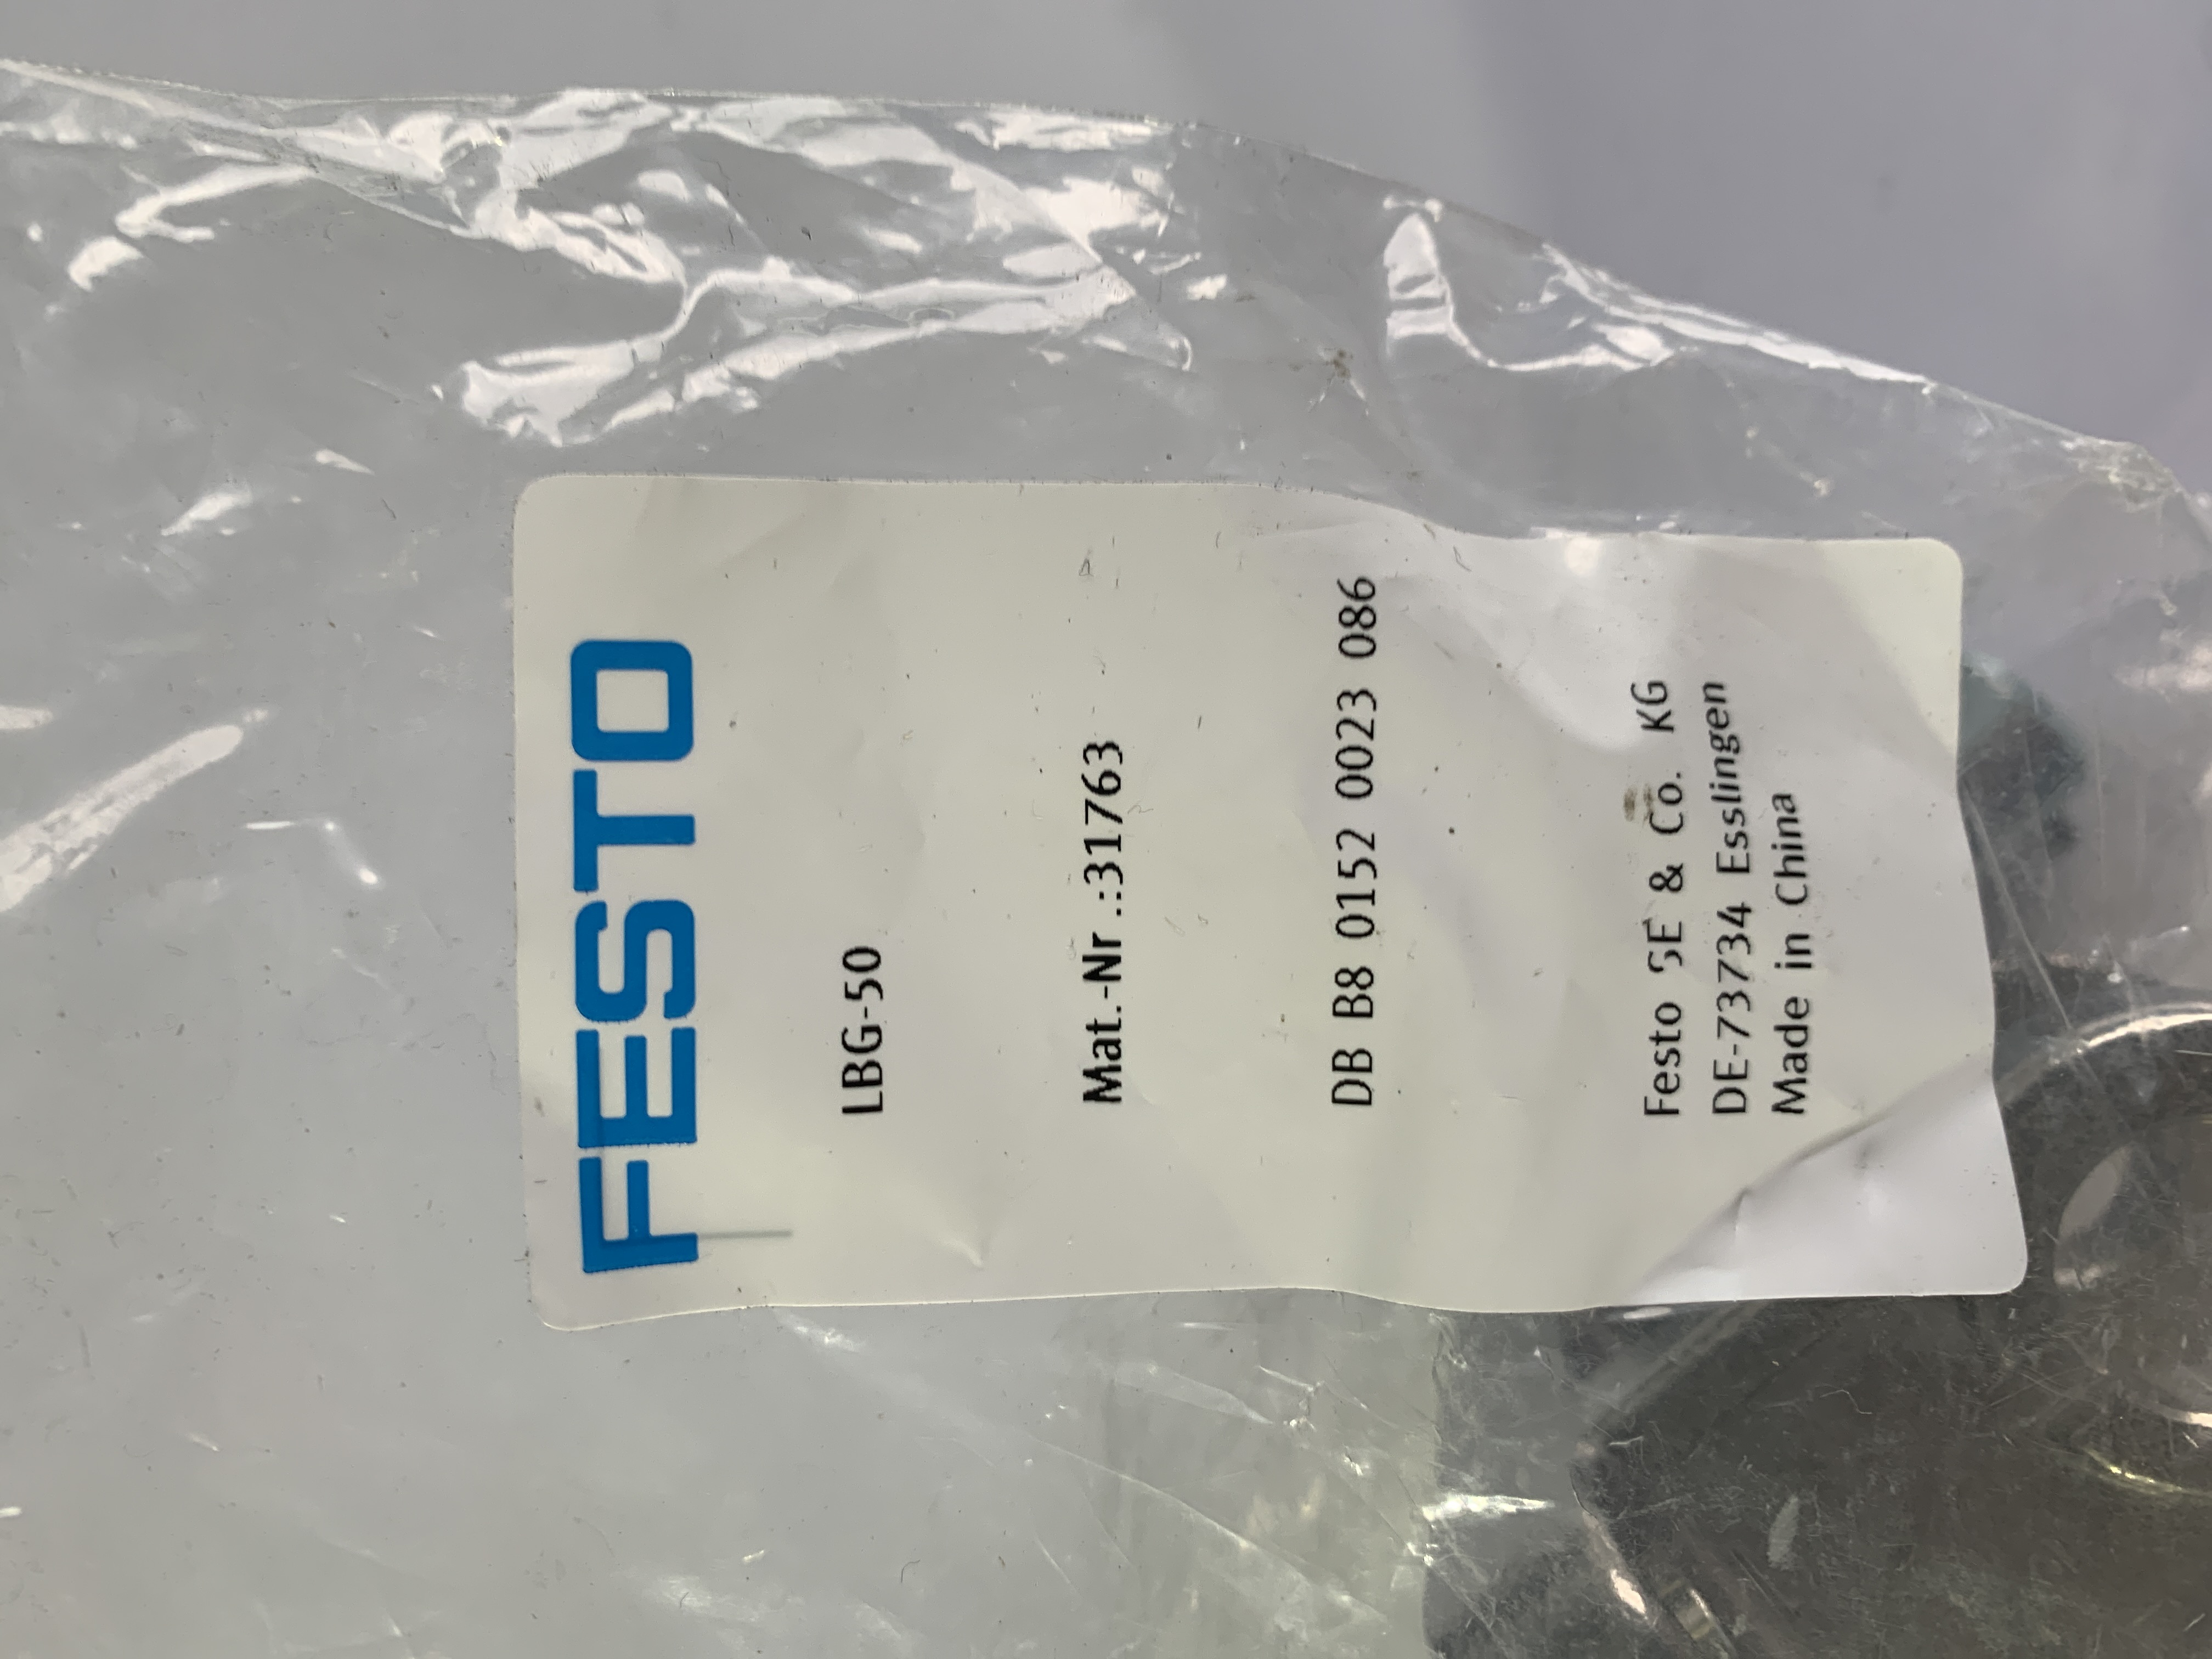 FESTO
LBG-50
Mat.-Nr.:31763
DB B8 0152 0023 086
Festo SE & Co. KG
DE-73734 Esslingen
Made in China